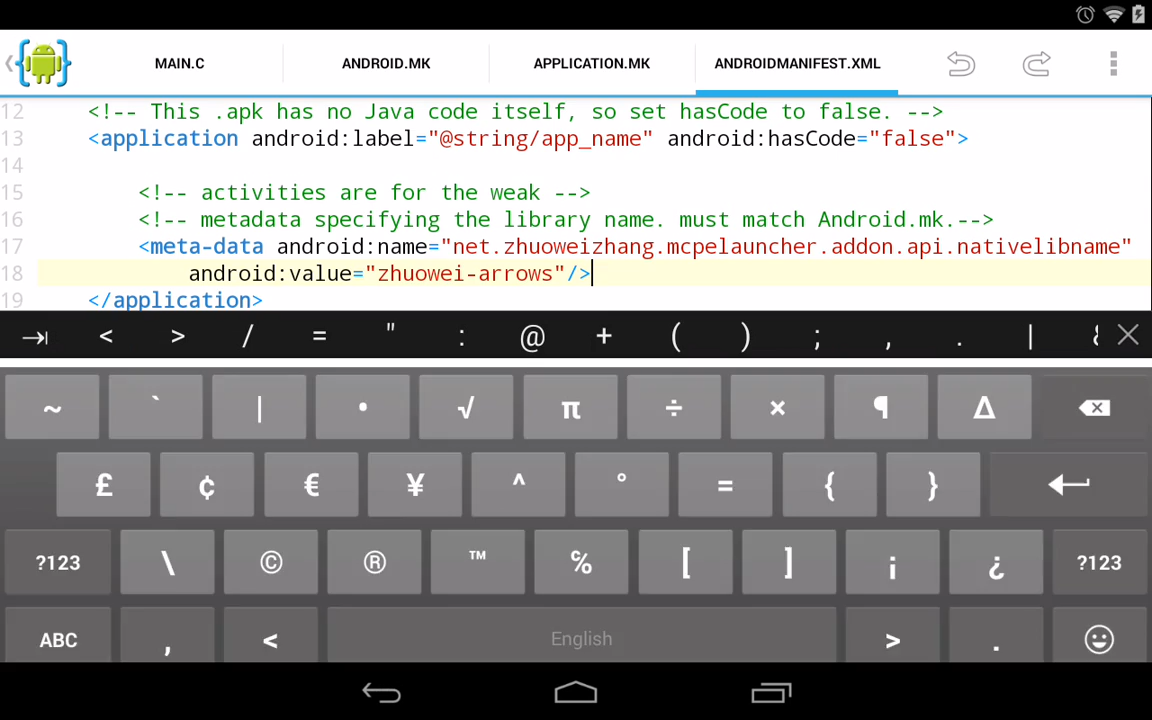 MAIN.C ANDROID.MK APPLICATION.MK ANDROIDMANIFEST.XML
12 <!-- This .apk has no Java code itself, so set hasCode to false. -->
13 <application android:label="@string/app_name" android:hasCode="false">
14
15 <!-- activities are for the weak -->
16 <!-- metadata specifying the library name. must match Android.mk.-->
17 <meta-data android:name="net.zhuoweizhang.mcpelauncher.addon.api.nativelibname"
18 android:value="zhuowei-arrows"/>
19 </application>
< > / = " : @ + ( ) ; , . |
~ ` | • √ π ÷ × ¶ Δ
£ ¢ € ¥ ^ ° = { }
?123 \ © ® ™ ℅ [ ] ¡ ¿ ?123
ABC , < English > .